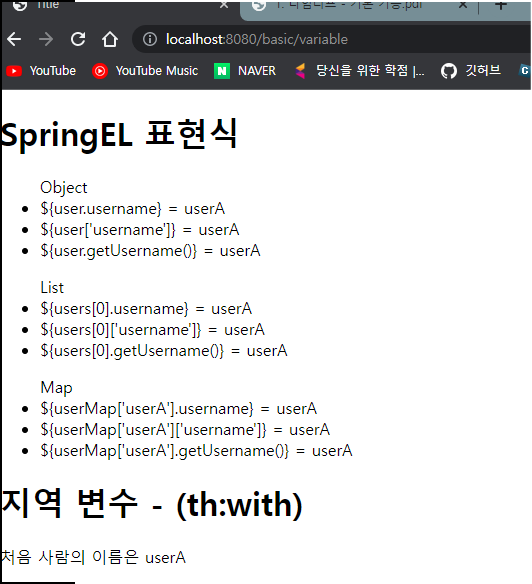 Title
1. 타임리프 - 기본 기능.pdf
localhost:8080/basic/variable
YouTube YouTube Music NAVER 당신을 위한 학점 |... 깃허브
SpringEL 표현식
Object
${user.username} = userA
${user['username']} = userA
${user.getUsername()} = userA
List
${users[0].username} = userA
${users[0]['username']} = userA
${users[0].getUsername()} = userA
Map
${userMap['userA'].username} = userA
${userMap['userA']['username']} = userA
${userMap['userA'].getUsername()} = userA
지역 변수 - (th:with)
처음 사람의 이름은 userA